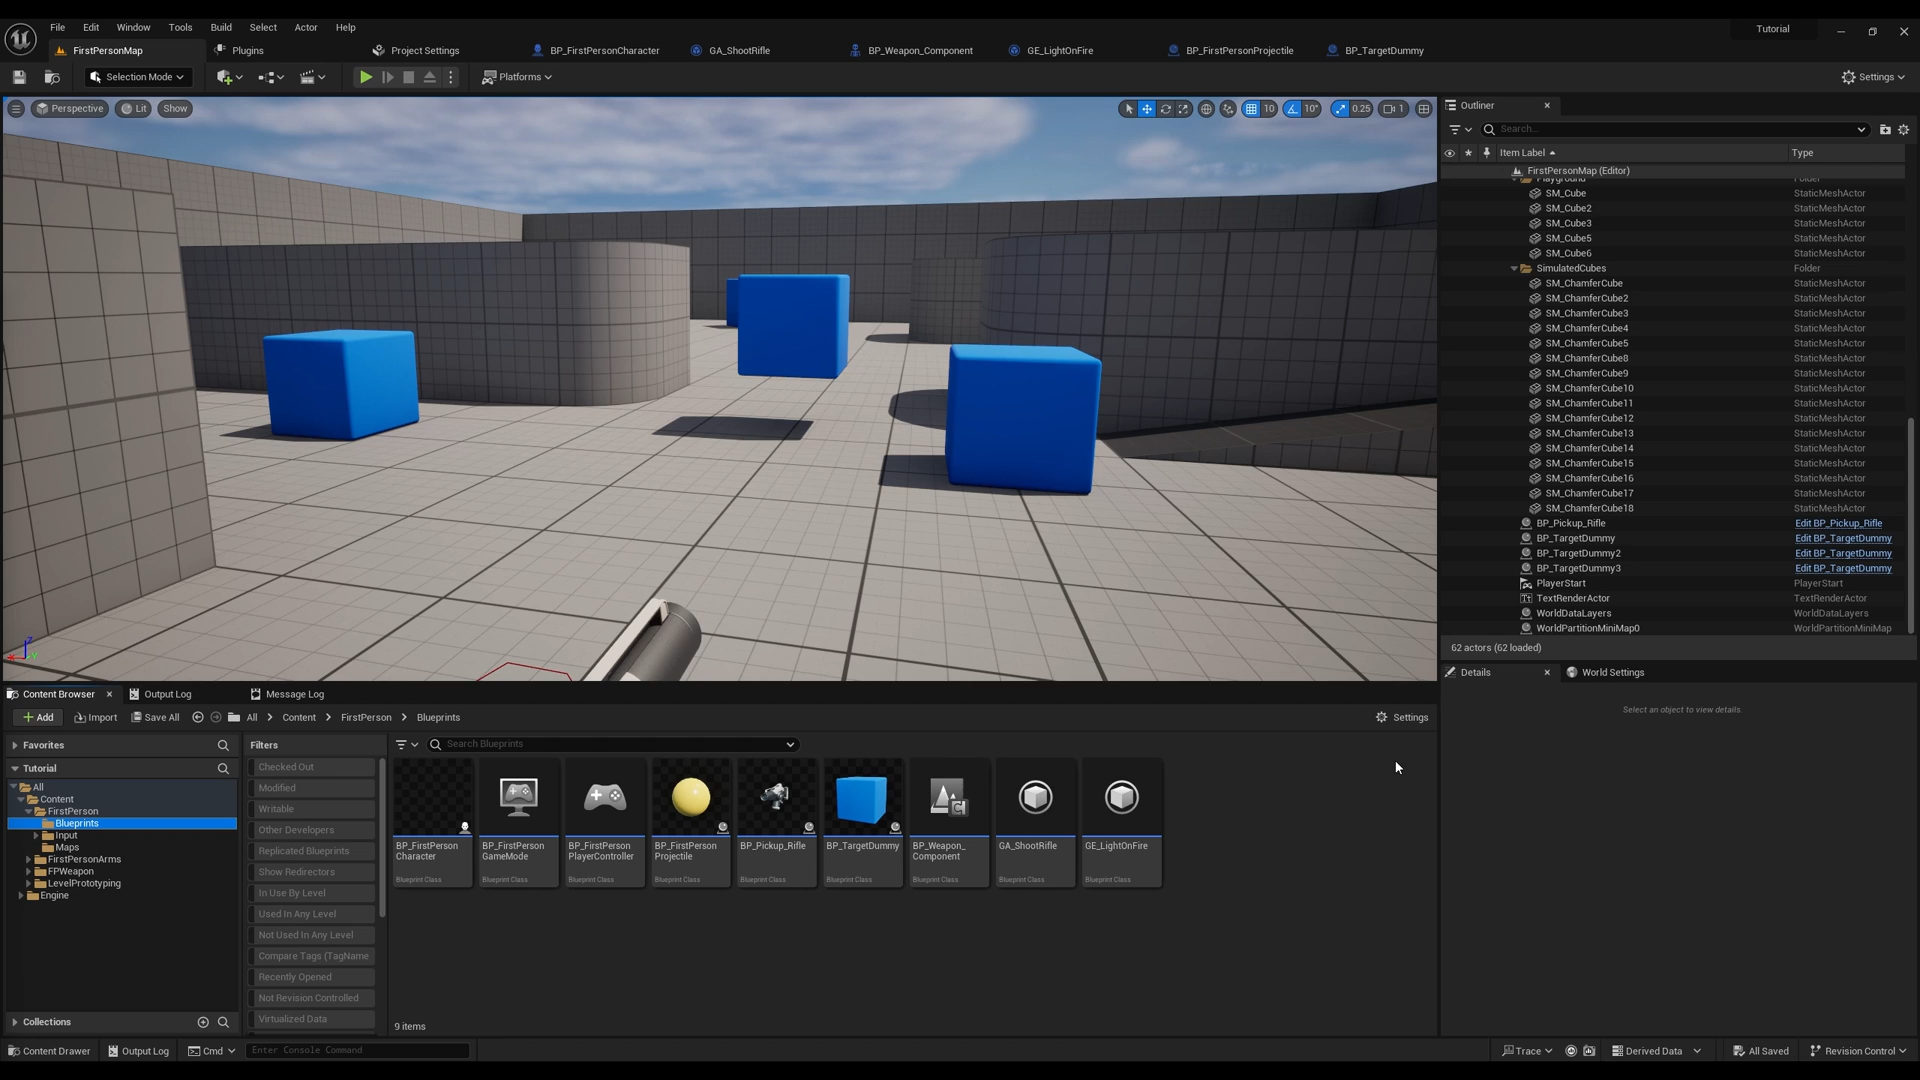 File Edit Window Tools Build Select Actor Help
Tutorial
FirstPersonMap Plugins Project Settings BP_FirstPersonCharacter GA_ShootRifle BP_Weapon_Component GE_LightOnFire BP_FirstPersonProjectile BP_TargetDummy
Selection Mode Platforms Settings
Perspective Lit Show 10 10° 0.25 1
Outliner
Search...
Item Label Type
FirstPersonMap (Editor)
Playground Folder
SM_Cube StaticMeshActor
SM_Cube2 StaticMeshActor
SM_Cube3 StaticMeshActor
SM_Cube5 StaticMeshActor
SM_Cube6 StaticMeshActor
SimulatedCubes Folder
SM_ChamferCube StaticMeshActor
SM_ChamferCube2 StaticMeshActor
SM_ChamferCube3 StaticMeshActor
SM_ChamferCube4 StaticMeshActor
SM_ChamferCube5 StaticMeshActor
SM_ChamferCube8 StaticMeshActor
SM_ChamferCube9 StaticMeshActor
SM_ChamferCube10 StaticMeshActor
SM_ChamferCube11 StaticMeshActor
SM_ChamferCube12 StaticMeshActor
SM_ChamferCube13 StaticMeshActor
SM_ChamferCube14 StaticMeshActor
SM_ChamferCube15 StaticMeshActor
SM_ChamferCube16 StaticMeshActor
SM_ChamferCube17 StaticMeshActor
SM_ChamferCube18 StaticMeshActor
BP_Pickup_Rifle Edit BP_Pickup_Rifle
BP_TargetDummy Edit BP_TargetDummy
BP_TargetDummy2 Edit BP_TargetDummy
BP_TargetDummy3 Edit BP_TargetDummy
PlayerStart PlayerStart
TextRenderActor TextRenderActor
WorldDataLayers WorldDataLayers
WorldPartitionMiniMap0 WorldPartitionMiniMap
62 actors (62 loaded)
Details World Settings
Select an object to view details.
Z
X Y
Content Browser Output Log Message Log
Add Import Save All All Content FirstPerson Blueprints Settings
Favorites
Tutorial
All
Content
FirstPerson
Blueprints
Input
Maps
FirstPersonArms
FPWeapon
LevelPrototyping
Engine
Collections
Filters
Checked Out
Modified
Writable
Other Developers
Replicated Blueprints
Show Redirectors
In Use By Level
Used In Any Level
Not Used In Any Level
Compare Tags (TagName
Recently Opened
Not Revision Controlled
Virtualized Data
Search Blueprints
BP_FirstPerson
Character
Blueprint Class
BP_FirstPerson
GameMode
Blueprint Class
BP_FirstPerson
PlayerController
Blueprint Class
BP_FirstPerson
Projectile
Blueprint Class
BP_Pickup_Rifle
Blueprint Class
BP_TargetDummy
Blueprint Class
BP_Weapon_
Component
Blueprint Class
GA_ShootRifle
Blueprint Class
GE_LightOnFire
Blueprint Class
9 items
Content Drawer Output Log Cmd Enter Console Command Trace Derived Data All Saved Revision Control